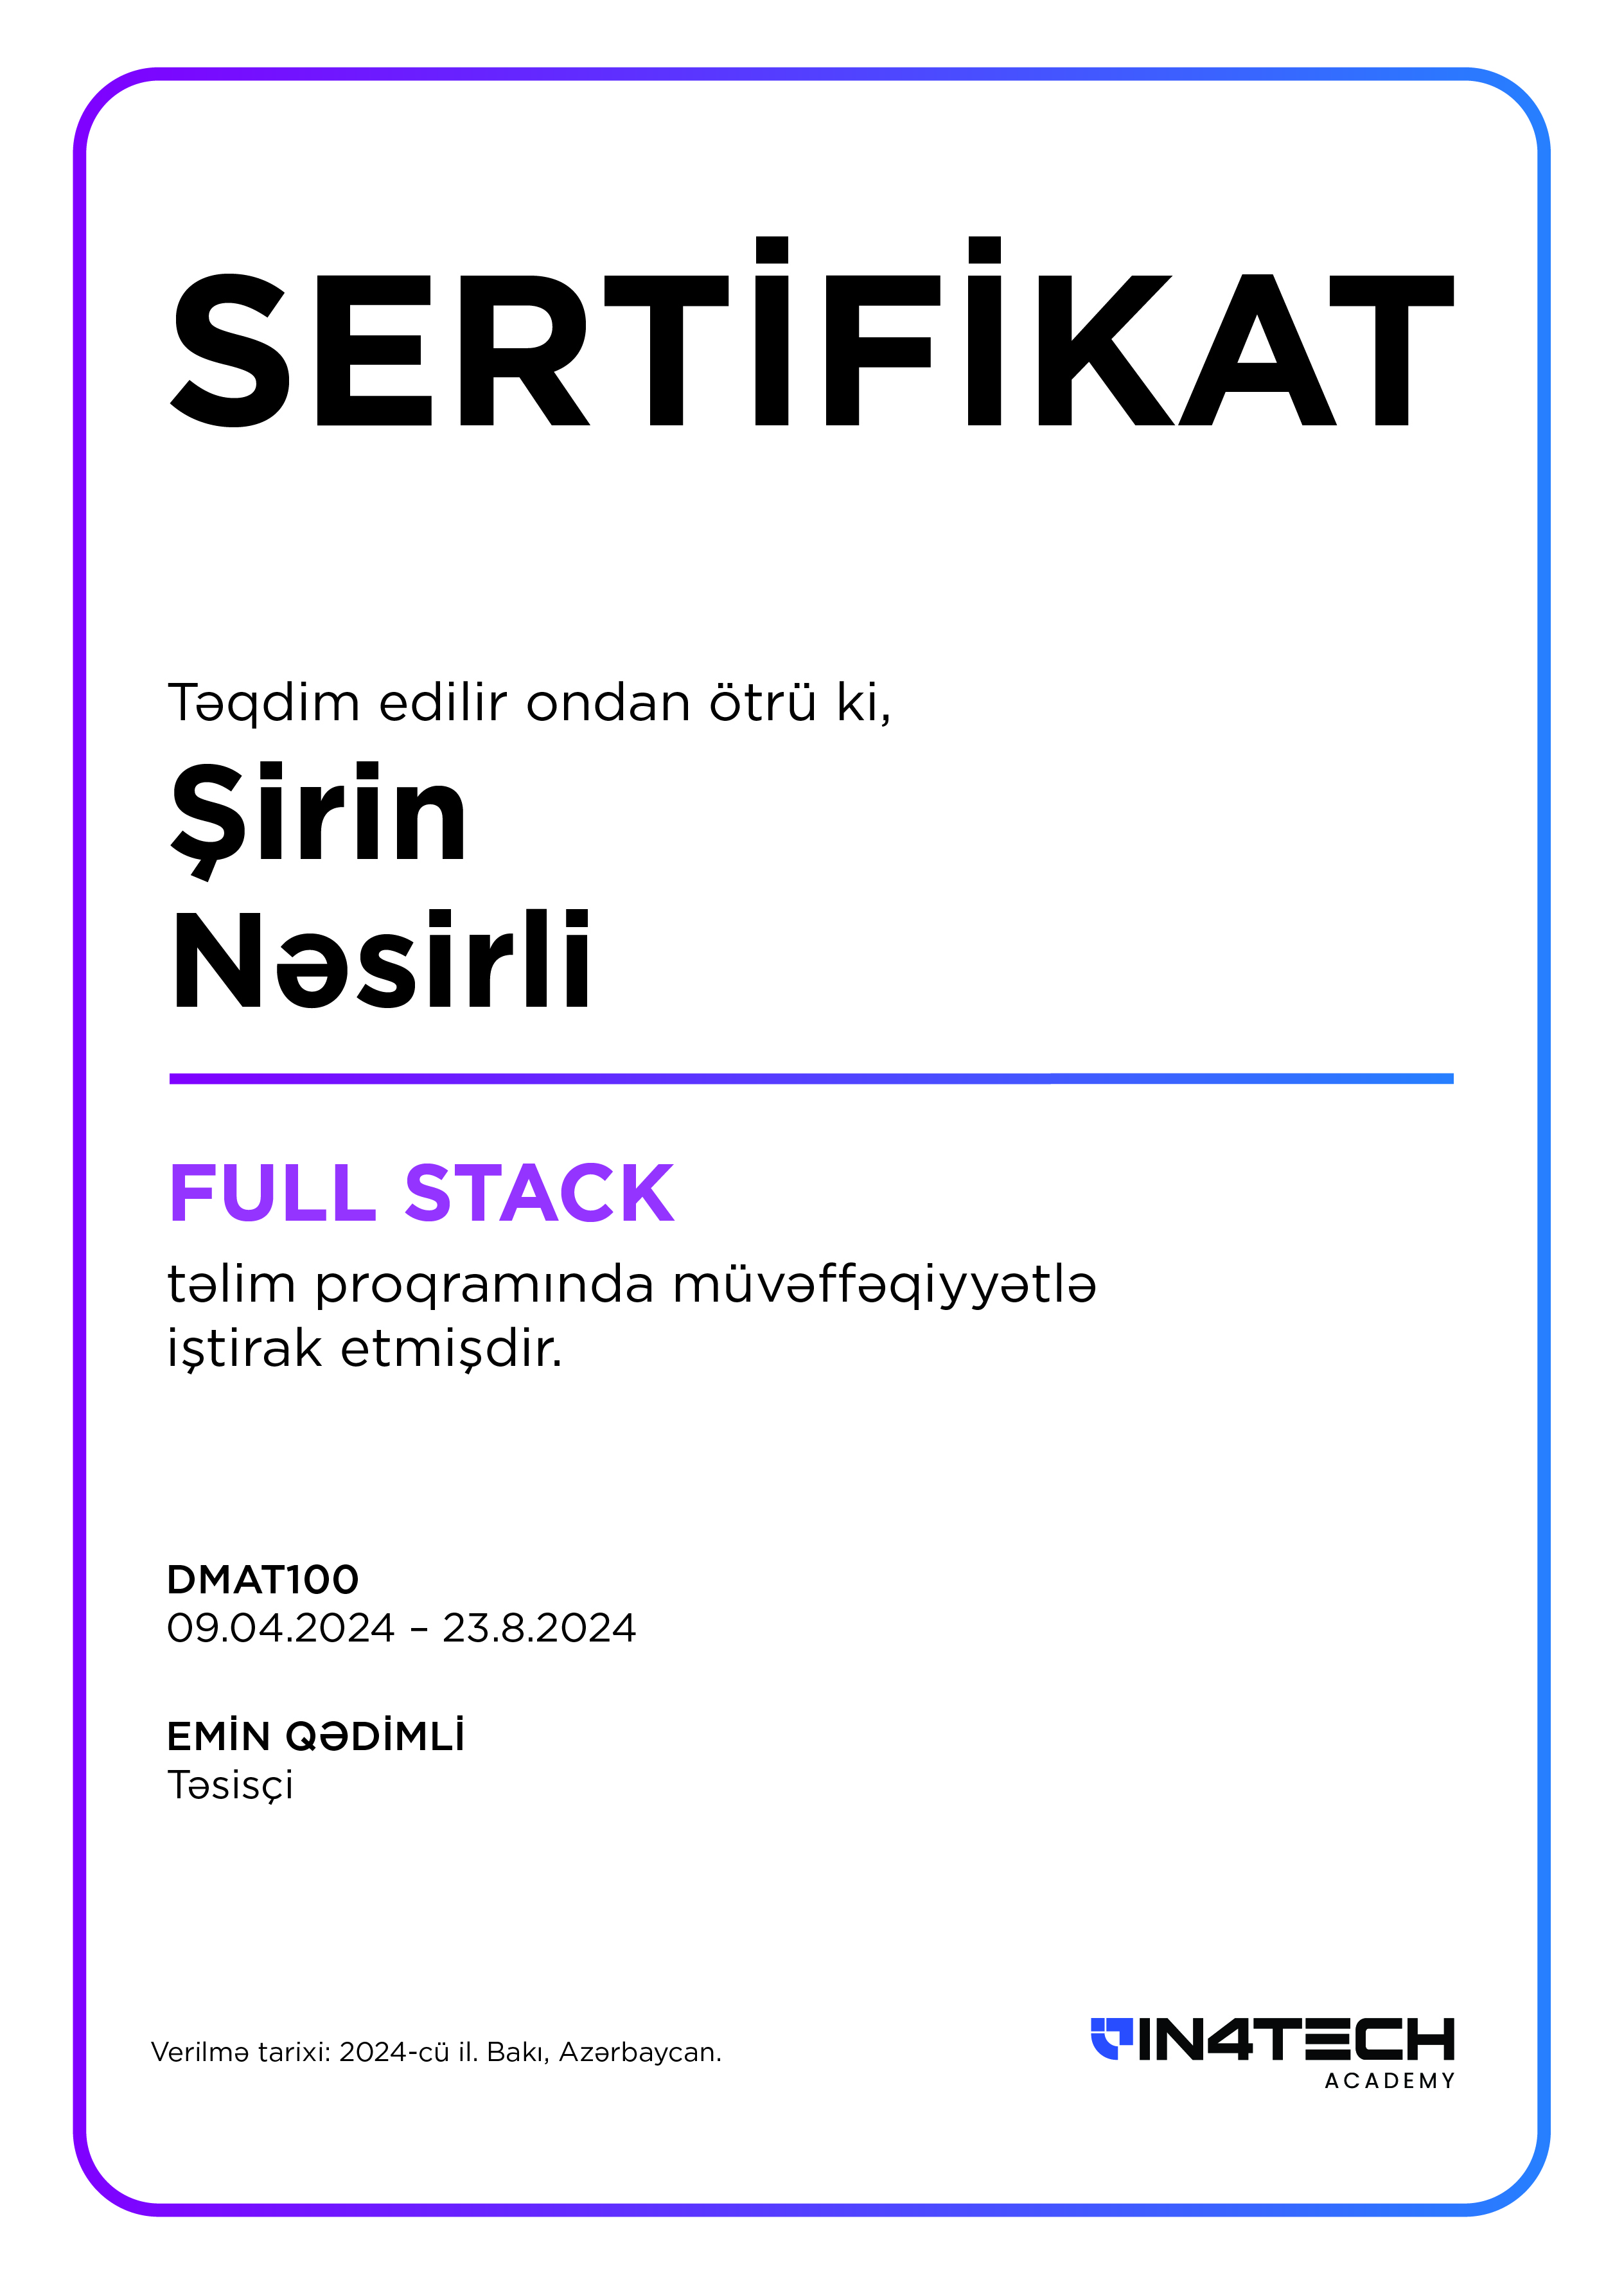 SERTİFİKAT
Təqdim edilir ondan ötrü ki,
Şirin
Nəsirli
FULL STACK
təlim proqramında müvəffəqiyyətlə
iştirak etmişdir.
DMAT100
09.04.2024 – 23.8.2024
EMİN QƏDİMLİ
Təsisçi
Verilmə tarixi: 2024-cü il. Bakı, Azərbaycan.
IN4TECH
ACADEMY